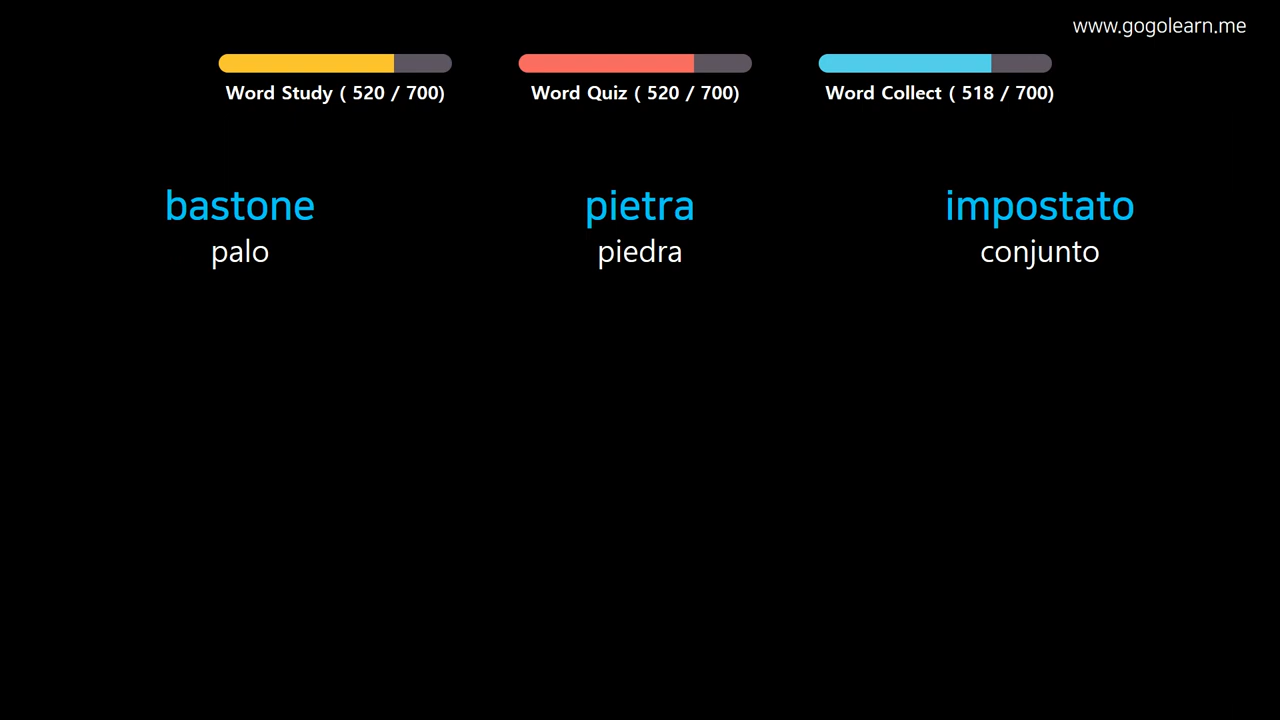 www.gogolearn.me
Word Study ( 520 / 700)
Word Quiz ( 520 / 700)
Word Collect ( 518 / 700)
bastone
palo
pietra
piedra
impostato
conjunto